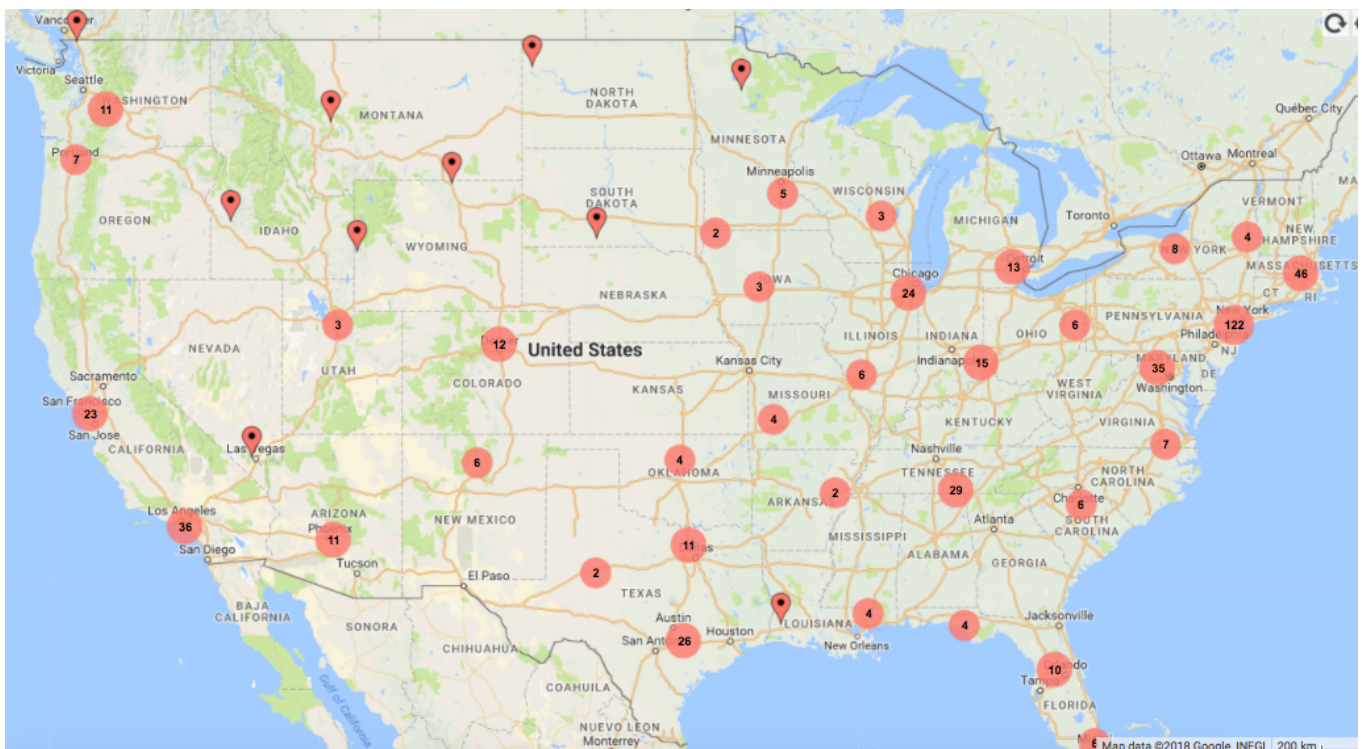 Vancouver
Victoria
Seattle
WASHINGTON
11
MONTANA
NORTH
DAKOTA
MINNESOTA
Québec City
Ottawa
Montreal
Portland
7
Minneapolis
5
WISCONSIN
3
MICHIGAN
Toronto
VERMONT
NEW
HAMPSHIRE
4
NEW YORK
8
OREGON
IDAHO
WYOMING
SOUTH
DAKOTA
2
Detroit
13
MASSACHUSETTS
46
CT
RI
Chicago
24
IOWA
3
NEBRASKA
3
UTAH
NEVADA
Denver
12
United States
COLORADO
ILLINOIS
INDIANA
Indianapolis
15
OHIO
6
PENNSYLVANIA
New York
122
Philadelphia
NJ
MARYLAND
35
DE
Washington
WEST
VIRGINIA
VIRGINIA
Kansas City
KANSAS
MISSOURI
6
4
KENTUCKY
Sacramento
San Francisco
23
San Jose
CALIFORNIA
Las Vegas
6
4
OKLAHOMA
ARKANSAS
2
Nashville
TENNESSEE
29
7
NORTH
CAROLINA
Charlotte
6
SOUTH
CAROLINA
Los Angeles
36
San Diego
ARIZONA
Phoenix
11
Tucson
NEW MEXICO
El Paso
11
Dallas
2
TEXAS
MISSISSIPPI
ALABAMA
Atlanta
GEORGIA
BAJA
CALIFORNIA
SONORA
CHIHUAHUA
COAHUILA
NUEVO LEON
Monterrey
Gulf of California
Austin
San Antonio
26
Houston
LOUISIANA
4
New Orleans
4
Jacksonville
Orlando
10
Tampa
FLORIDA
Map data ©2018 Google, INEGI
200 km